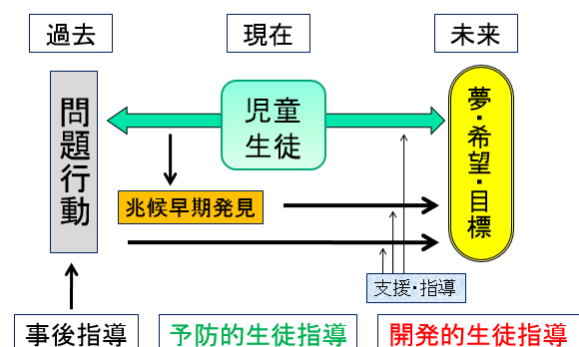 過去
現在
未来
問題行動
児童
生徒
夢・希望・目標
兆候早期発見
支援・指導
事後指導
予防的生徒指導
開発的生徒指導